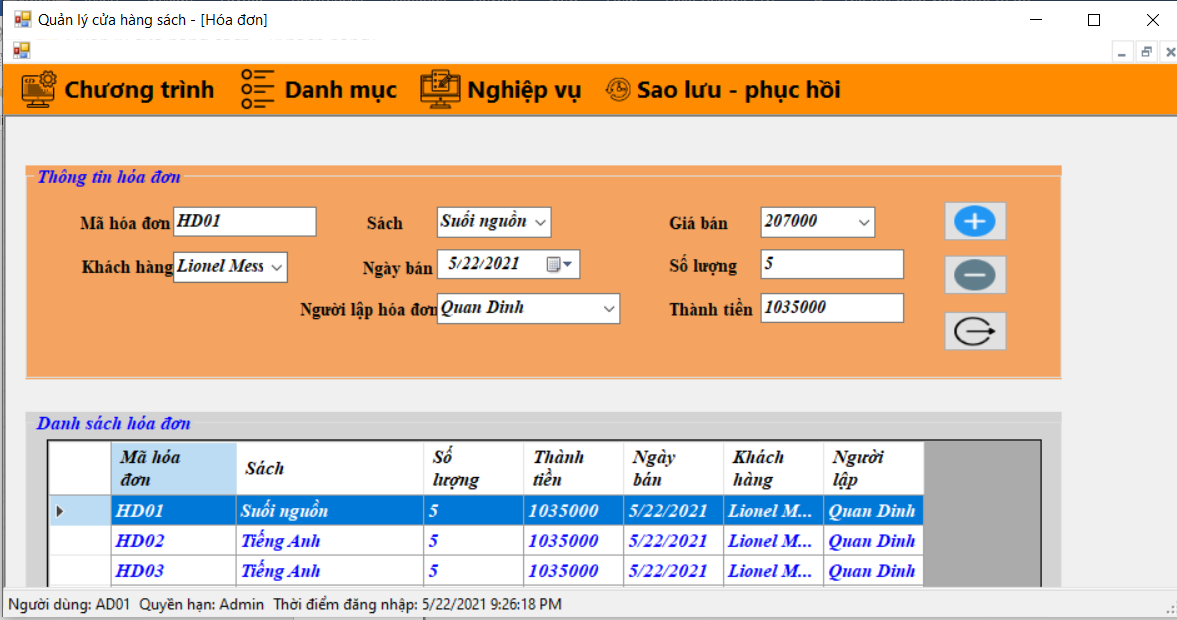 Quản lý cửa hàng sách - [Hóa đơn]
Chương trình Danh mục Nghiệp vụ Sao lưu - phục hồi
Thông tin hóa đơn
Mã hóa đơn HD01 Sách Suối nguồn Giá bán 207000
Khách hàng Lionel Mess Ngày bán 5/22/2021 Số lượng 5
Người lập hóa đơn Quan Dinh Thành tiền 1035000
Danh sách hóa đơn
Mã hóa đơn Sách Số lượng Thành tiền Ngày bán Khách hàng Người lập
HD01 Suối nguồn 5 1035000 5/22/2021 Lionel M... Quan Dinh
HD02 Tiếng Anh 5 1035000 5/22/2021 Lionel M... Quan Dinh
HD03 Tiếng Anh 5 1035000 5/22/2021 Lionel M... Quan Dinh
Người dùng: AD01 Quyền hạn: Admin Thời điểm đăng nhập: 5/22/2021 9:26:18 PM